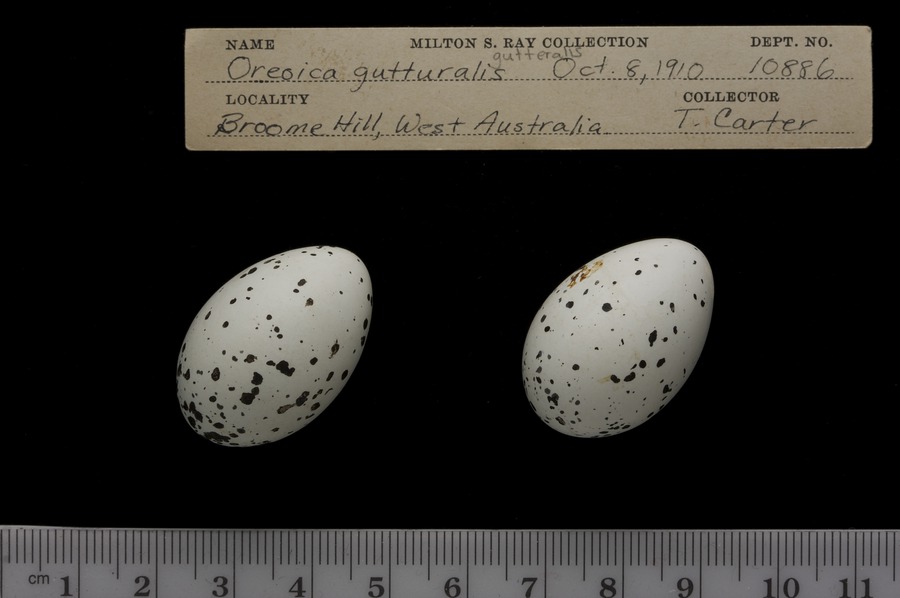 NAME MILTON S. RAY COLLECTION DEPT. NO.
gutteralis
Oreoica gutturalis Oct. 8, 1910 10886
LOCALITY COLLECTOR
Broome Hill, West Australia T. Carter
cm 1 2 3 4 5 6 7 8 9 10 11